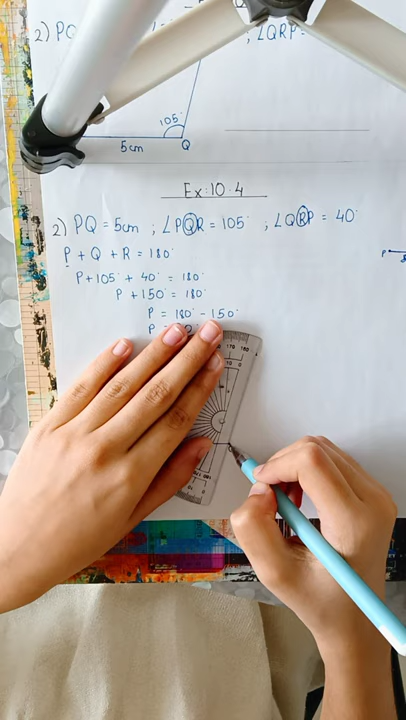 2) PQ ; ∠QRP =
105°
5cm Q
Ex:10.4
2) PQ = 5cm ; ∠PQR = 105° ; ∠QRP = 40°
P + Q + R = 180°
P + 105° + 40° = 180°
P + 150° = 180°
P = 180° - 150°
P
P